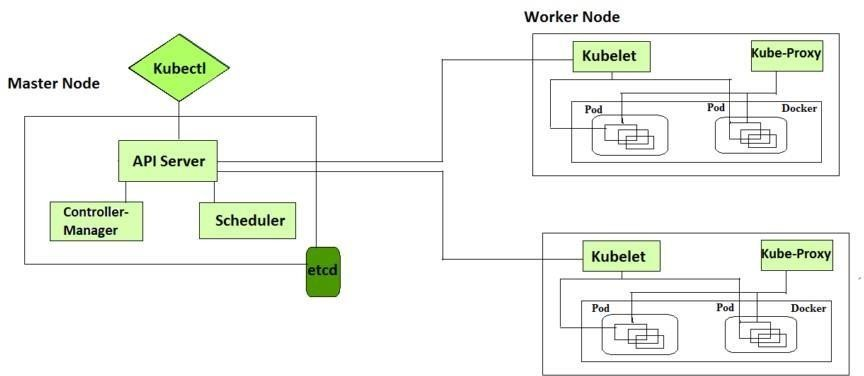 Worker Node
Master Node
Kubectl
API Server
Controller-
Manager
Scheduler
etcd
Kubelet
Kube-Proxy
Pod
Pod
Docker
Kubelet
Kube-Proxy
Pod
Pod
Docker